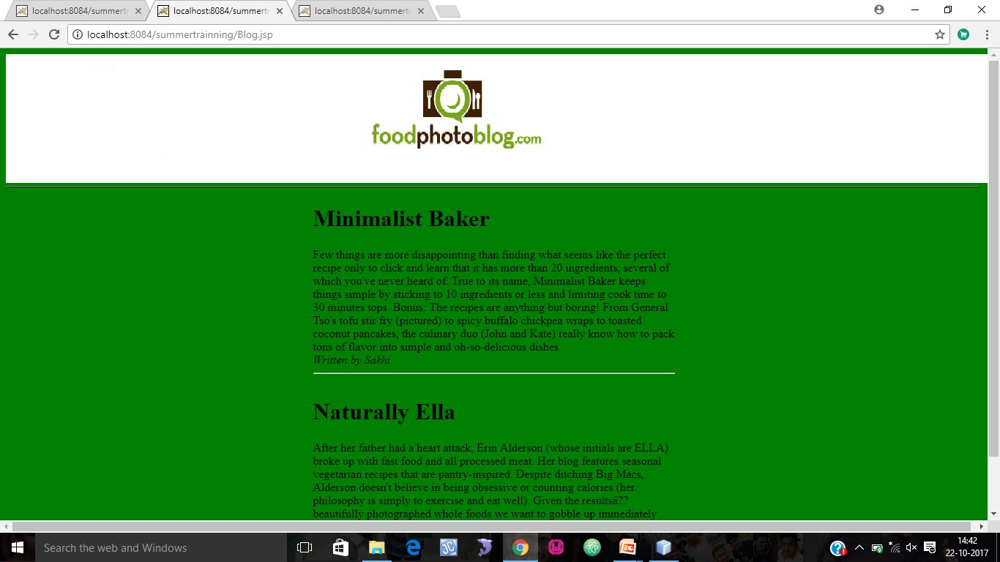 localhost:8084/summertr
localhost:8084/summertr
localhost:8084/summertr
localhost:8084/summertrainning/Blog.jsp
foodphotoblog.com
Minimalist Baker
Few things are more disappointing than finding what seems like the perfect
recipe only to click and learn that it has more than 20 ingredients, several of
which you've never heard of. True to its name, Minimalist Baker keeps
things simple by sticking to 10 ingredients or less and limiting cook time to
30 minutes tops. Bonus: The recipes are anything but boring! From General
Tso's tofu stir fry (pictured) to spicy buffalo chickpea wraps to toasted
coconut pancakes, the culinary duo (John and Kate) really know how to pack
tons of flavor into simple and oh-so-delicious dishes.
Written by Sakhi
Naturally Ella
After her father had a heart attack, Erin Alderson (whose initials are ELLA)
broke up with fast food and all processed meat. Her blog features seasonal
vegetarian recipes that are pantry-inspired. Despite ditching Big Macs,
Alderson doesn't believe in being obsessive or counting calories (her
philosophy is simply to exercise and eat well). Given the resultsâ??
beautifully photographed whole foods we want to gobble up immediately
Search the web and Windows
14:42
22-10-2017